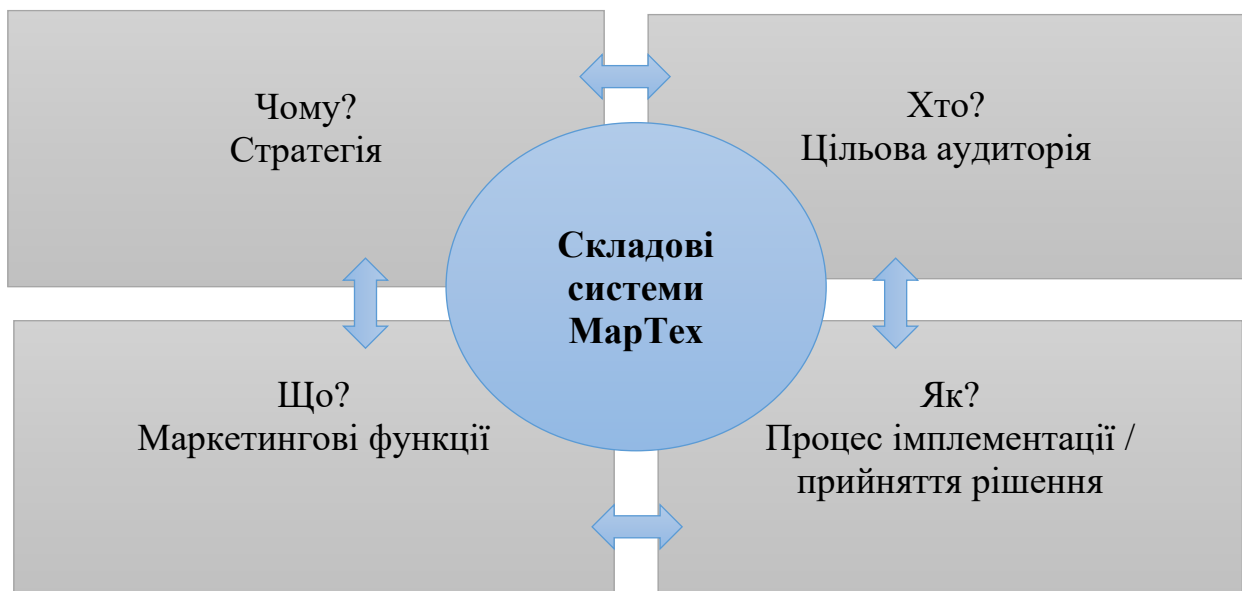 Чому?
Стратегія
Хто?
Цільова аудиторія
Складові
системи
МарТех
Що?
Маркетингові функції
Як?
Процес імплементації /
прийняття рішення